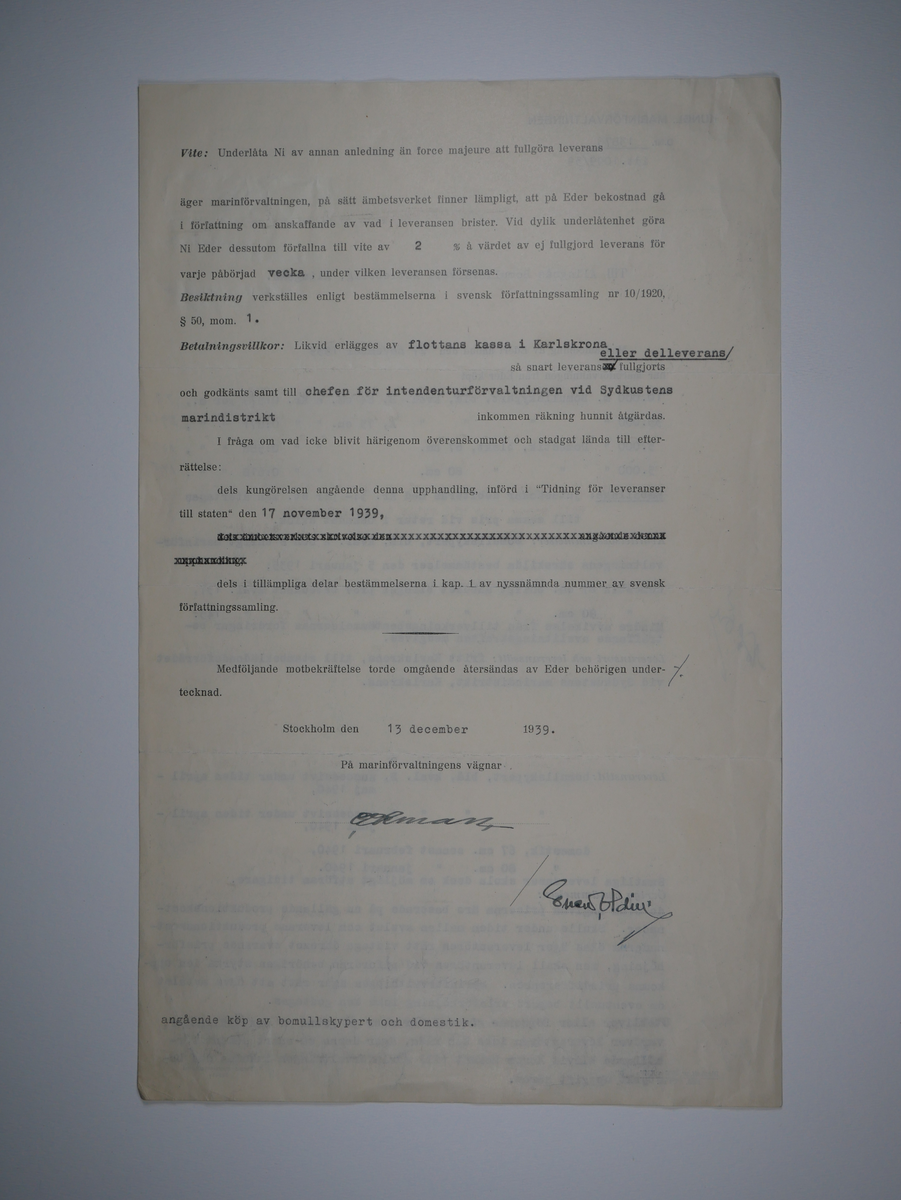 Vite: Underlåta Ni av annan anledning än force majeure att fullgöra leverans
äger marinförvaltningen, på sätt ämbetsverket finner lämpligt, att på Eder bekostnad gå
i författning om anskaffande av vad i leveransen brister. Vid dylik underlåtenhet göra
Ni Eder dessutom förfallna till vite av 2 % å värdet av ej fullgjord leverans för
varje påbörjad vecka, under vilken leveransen försenas.
Besiktning verkställes enligt bestämmelserna i svensk författningssamling nr 10/1920,
§ 50, mom. 1.
Betalningsvillkor: Likvid erlägges av flottans kassa i Karlskrona
eller delleverans/
så snart leverans fullgjorts
och godkänts samt till chefen för intendenturförvaltningen vid Sydkustens
marindistrikt inkommen räkning hunnit åtgärdas.
I fråga om vad icke blivit härigenom överenskommet och stadgat lända till efter-
rättelse:
dels kungörelsen angående denna upphandling, införd i "Tidning för leveranser
till staten" den 17 november 1939,
dels i tillämpliga delar bestämmelserna i kap. 1 av nyssnämnda nummer av svensk
författningssamling.
Medföljande motbekräftelse torde omgående återsändas av Eder behörigen under-
tecknad.
Stockholm den 13 december 1939.
På marinförvaltningens vägnar
angående köp av bomullskypert och domestik.